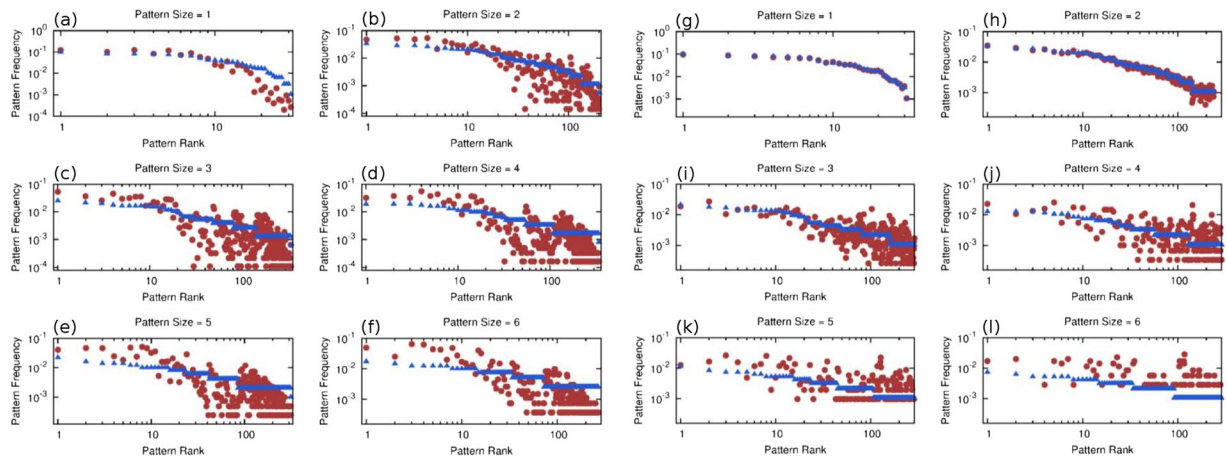 (a) Pattern Size = 1
Pattern Frequency
10^0
10^-1
10^-2
10^-3
10^-4
1 10
Pattern Rank
(b) Pattern Size = 2
Pattern Frequency
10^-1
10^-2
10^-3
10^-4
1 10 100
Pattern Rank
(g) Pattern Size = 1
Pattern Frequency
10^0
10^-1
10^-2
10^-3
1 10
Pattern Rank
(h) Pattern Size = 2
Pattern Frequency
10^-1
10^-2
10^-3
1 10 100
Pattern Rank
(c) Pattern Size = 3
Pattern Frequency
10^-1
10^-2
10^-3
10^-4
1 10 100
Pattern Rank
(d) Pattern Size = 4
Pattern Frequency
10^-1
10^-2
10^-3
10^-4
1 10 100
Pattern Rank
(i) Pattern Size = 3
Pattern Frequency
10^-1
10^-2
10^-3
1 10 100
Pattern Rank
(j) Pattern Size = 4
Pattern Frequency
10^-1
10^-2
10^-3
1 10 100
Pattern Rank
(e) Pattern Size = 5
Pattern Frequency
10^-1
10^-2
10^-3
1 10 100
Pattern Rank
(f) Pattern Size = 6
Pattern Frequency
10^-1
10^-2
10^-3
1 10 100
Pattern Rank
(k) Pattern Size = 5
Pattern Frequency
10^-1
10^-2
10^-3
1 10 100
Pattern Rank
(l) Pattern Size = 6
Pattern Frequency
10^-1
10^-2
10^-3
1 10 100
Pattern Rank